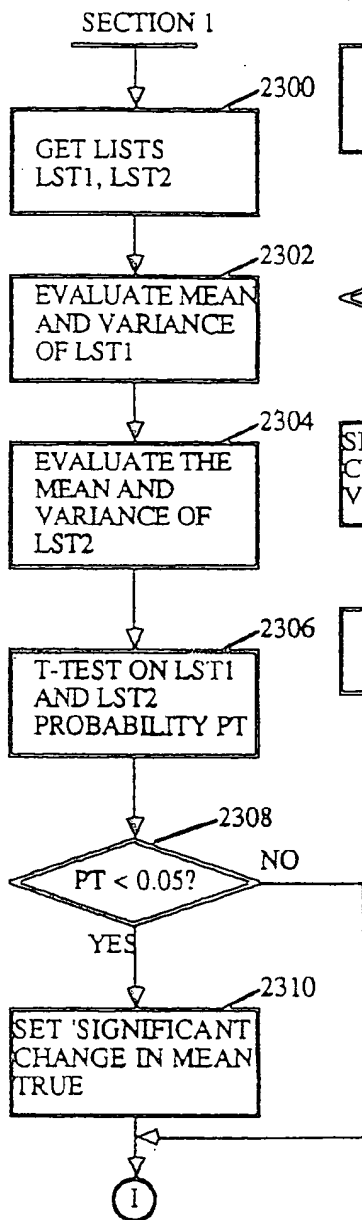 SECTION 1
2300
GET LISTS
LST1, LST2
2302
EVALUATE MEAN
AND VARIANCE
OF LST1
2304
EVALUATE THE
MEAN AND
VARIANCE OF
LST2
2306
T-TEST ON LST1
AND LST2
PROBABILITY PT
2308
PT < 0.05?
NO
YES
2310
SET 'SIGNIFICANT
CHANGE IN MEAN
TRUE
I